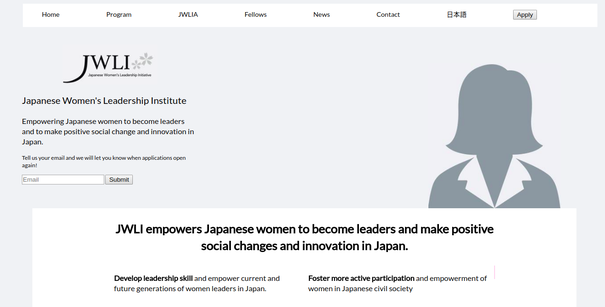 Home Program JWLIA Fellows News Contact 日本語 Apply
JWLI
Japanese Women's Leadership Initiative
Japanese Women's Leadership Institute
Empowering Japanese women to become leaders
and to make positive social change and innovation in
Japan.
Tell us your email and we will let you know when applications open
again!
Email Submit
JWLI empowers Japanese women to become leaders and make positive
social changes and innovation in Japan.
Develop leadership skill and empower current and
future generations of women leaders in Japan.
Foster more active participation and empowerment of
women in Japanese civil society